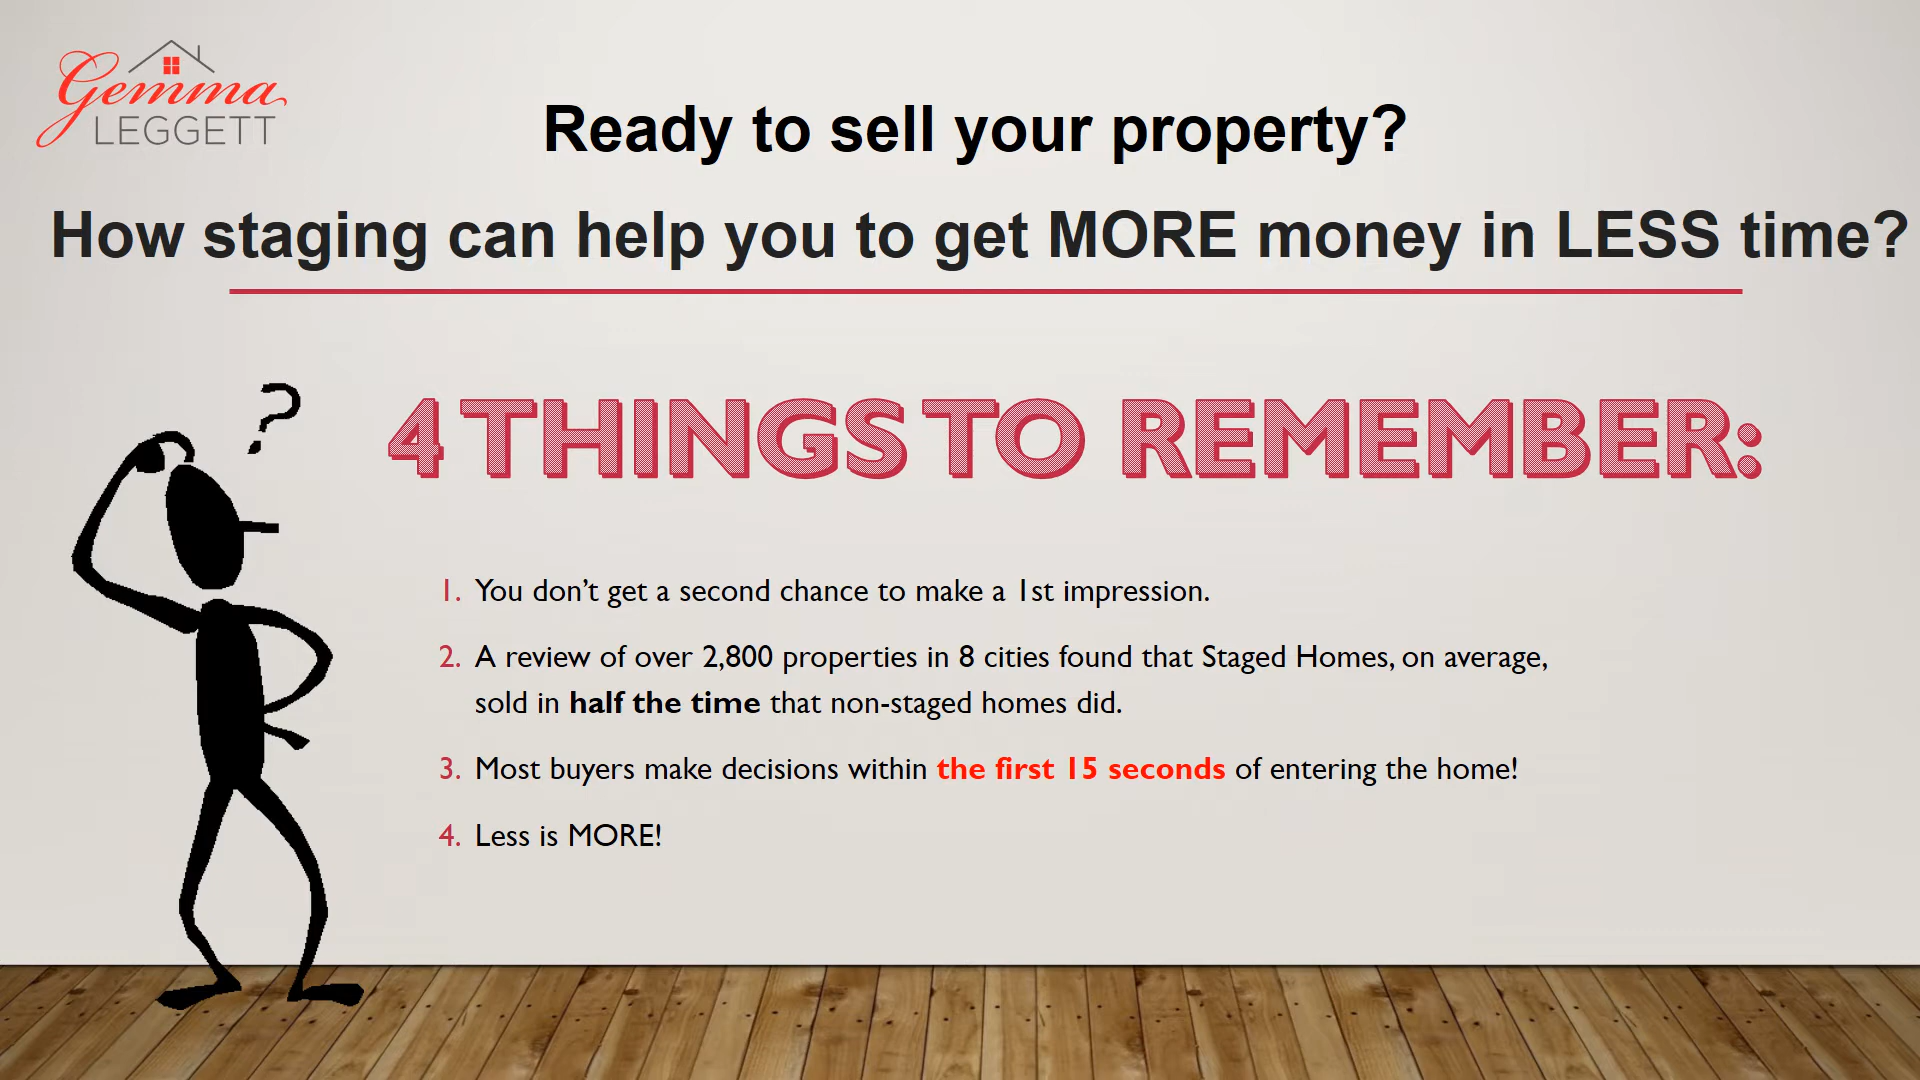 Gemma
LEGGETT
Ready to sell your property?
How staging can help you to get MORE money in LESS time?
?
4 THINGS TO REMEMBER:
1. You don’t get a second chance to make a 1st impression.
2. A review of over 2,800 properties in 8 cities found that Staged Homes, on average,
sold in half the time that non-staged homes did.
3. Most buyers make decisions within the first 15 seconds of entering the home!
4. Less is MORE!